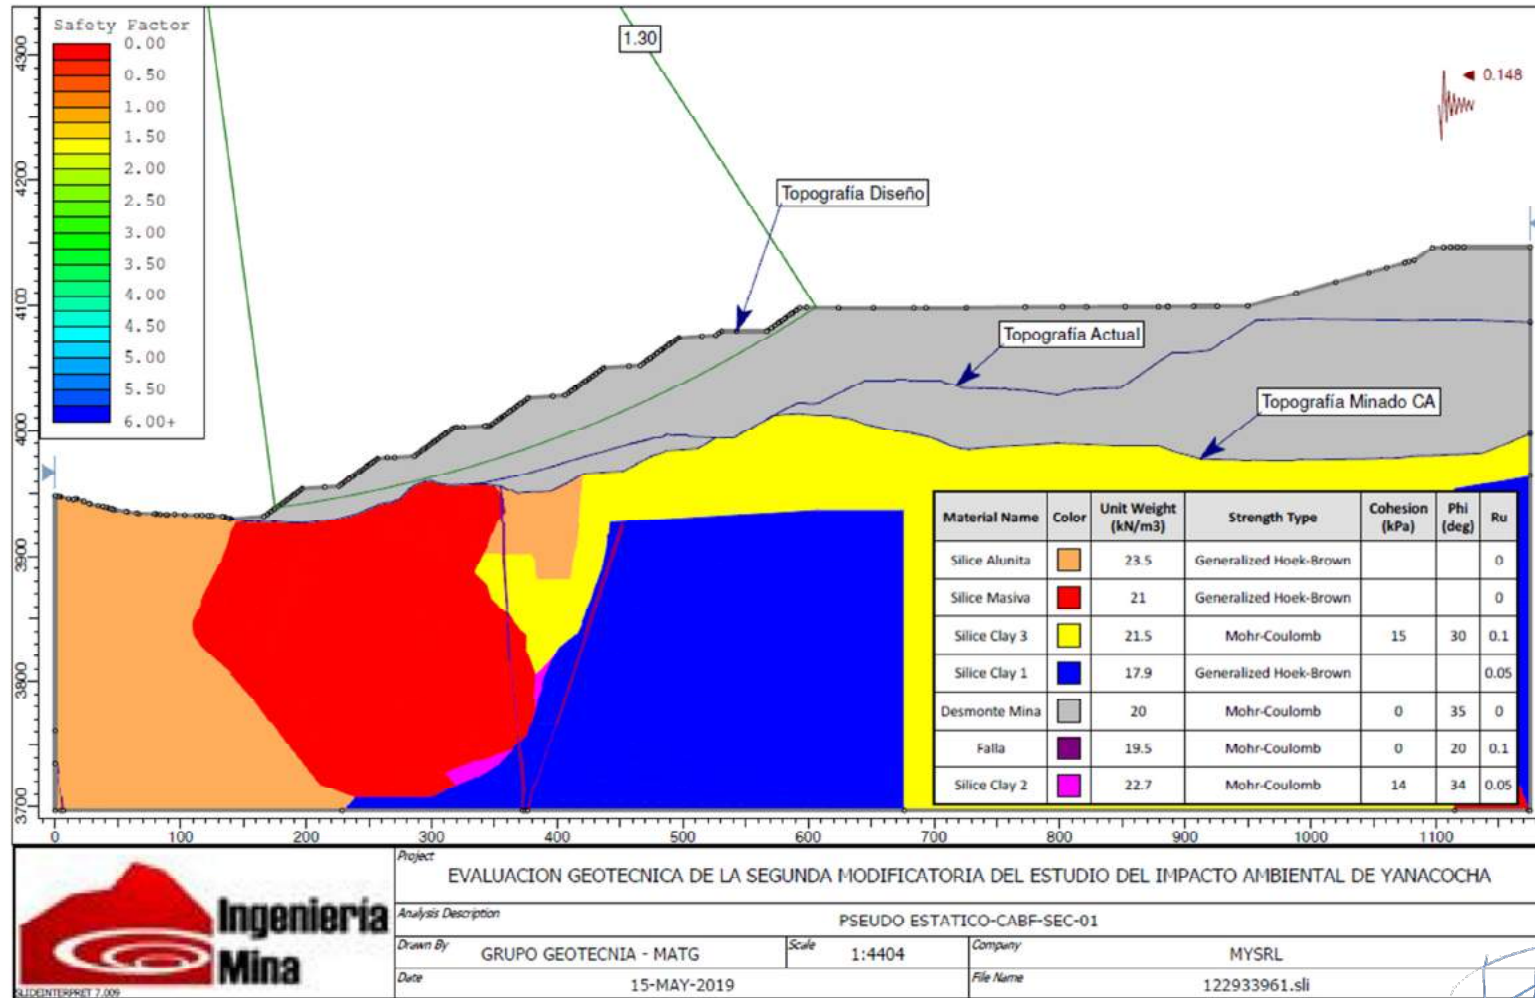 Safety Factor
0.00
0.50
1.00
1.50
2.00
2.50
3.00
3.50
4.00
4.50
5.00
5.50
6.00+
1.30
0.148
Topografía Diseño
Topografía Actual
Topografía Minado CA
4300
4200
4100
4000
3900
3800
3700
0 100 200 300 400 500 600 700 800 900 1000 1100
Material Name Color Unit Weight (kN/m3) Strength Type Cohesion (kPa) Phi (deg) Ru
Silice Alunita 23.5 Generalized Hoek-Brown 0
Silice Masiva 21 Generalized Hoek-Brown 0
Silice Clay 3 21.5 Mohr-Coulomb 15 30 0.1
Silice Clay 1 17.9 Generalized Hoek-Brown 0.05
Desmonte Mina 20 Mohr-Coulomb 0 35 0
Falla 19.5 Mohr-Coulomb 0 20 0.1
Silice Clay 2 22.7 Mohr-Coulomb 14 34 0.05
Ingeniería
Mina
SLIDEINTERPRET 7.009
Project
EVALUACION GEOTECNICA DE LA SEGUNDA MODIFICATORIA DEL ESTUDIO DEL IMPACTO AMBIENTAL DE YANACOCHA
Analysis Description
PSEUDO ESTATICO-CABF-SEC-01
Drawn By GRUPO GEOTECNIA - MATG
Scale 1:4404
Company MYSRL
Date 15-MAY-2019
File Name 122933961.sli